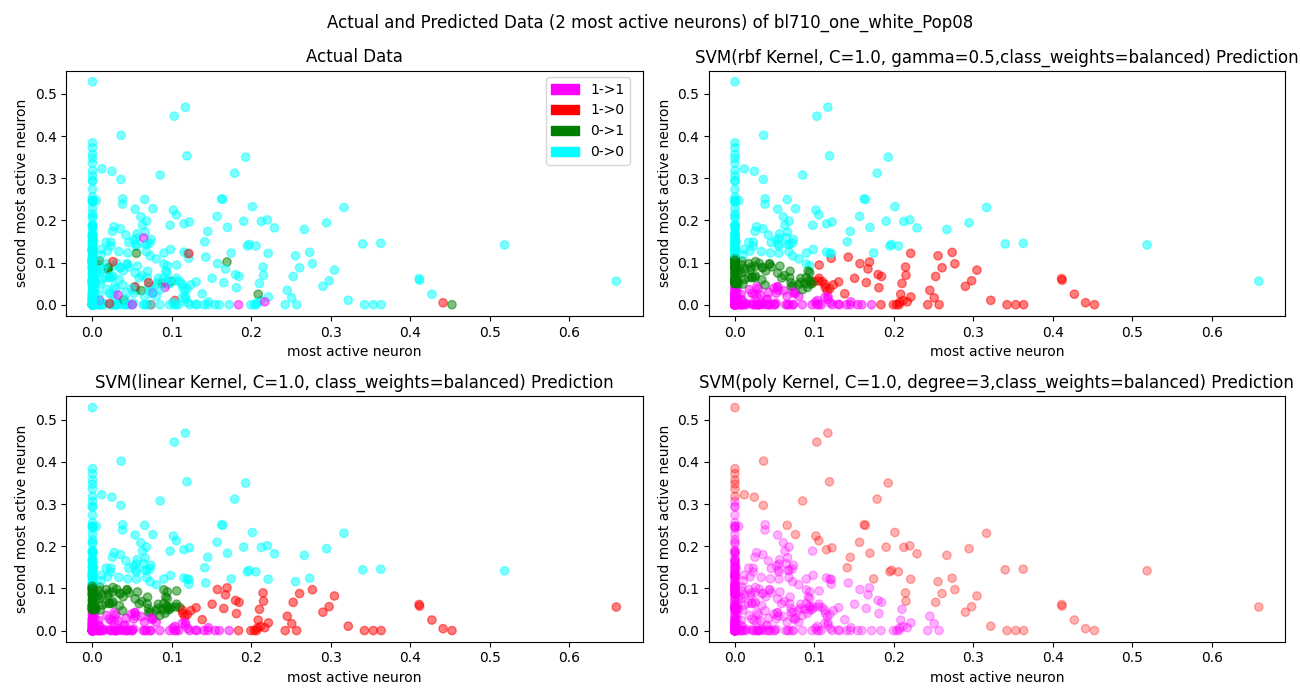 Actual and Predicted Data (2 most active neurons) of bl710_one_white_Pop08
Actual Data
second most active neuron
0.5
0.4
0.3
0.2
0.1
0.0
1->1
1->0
0->1
0->0
0.0 0.1 0.2 0.3 0.4 0.5 0.6
most active neuron
SVM(rbf Kernel, C=1.0, gamma=0.5,class_weights=balanced) Prediction
second most active neuron
0.5
0.4
0.3
0.2
0.1
0.0
0.0 0.1 0.2 0.3 0.4 0.5 0.6
most active neuron
SVM(linear Kernel, C=1.0, class_weights=balanced) Prediction
second most active neuron
0.5
0.4
0.3
0.2
0.1
0.0
0.0 0.1 0.2 0.3 0.4 0.5 0.6
most active neuron
SVM(poly Kernel, C=1.0, degree=3,class_weights=balanced) Prediction
second most active neuron
0.5
0.4
0.3
0.2
0.1
0.0
0.0 0.1 0.2 0.3 0.4 0.5 0.6
most active neuron